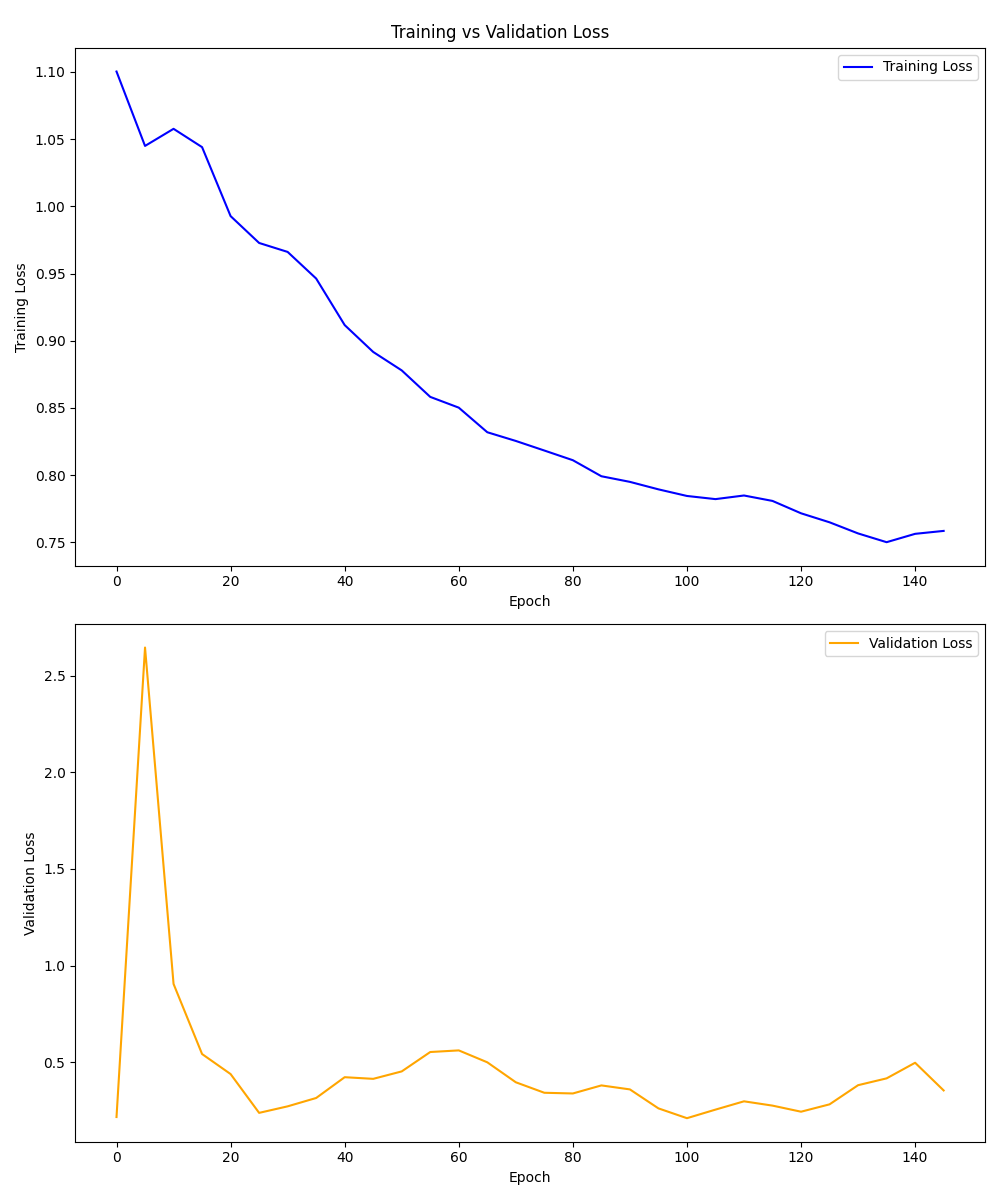 Training vs Validation Loss
Training Loss
1.10
1.05
1.00
0.95
0.90
0.85
0.80
0.75
Training Loss
0 20 40 60 80 100 120 140
Epoch
Validation Loss
2.5
2.0
1.5
1.0
0.5
Validation Loss
0 20 40 60 80 100 120 140
Epoch